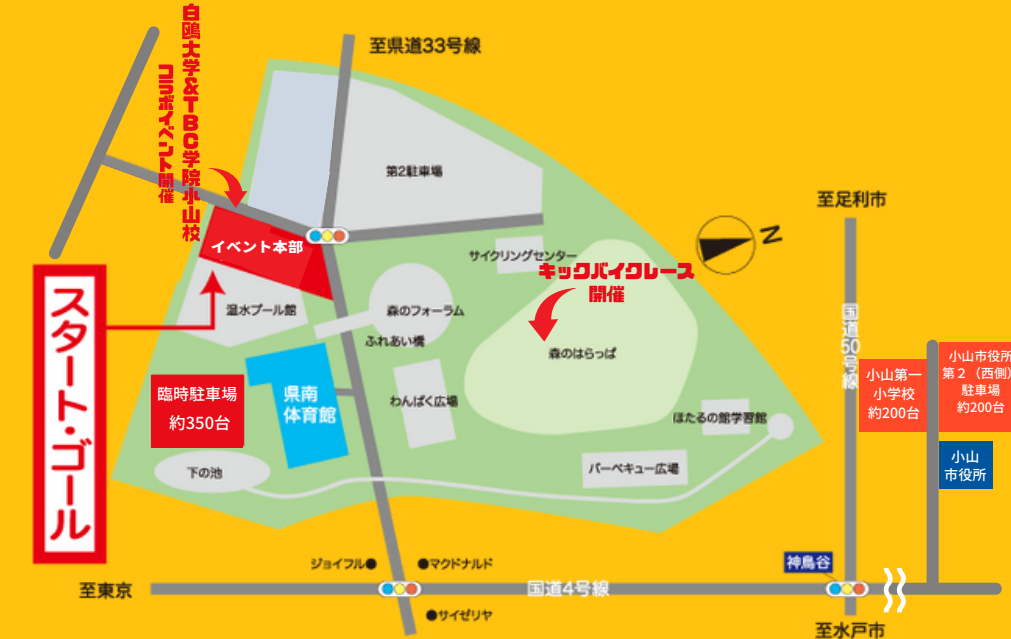 白鴎大学&TBC学院小山校
コラボイベント開催
至県道33号線
第2駐車場
至足利市
イベント本部
サイクリングセンター
N
キックバイクレース
開催
スタート・ゴール
温水プール館
森のフォーラム
ふれあい橋
森のはらっぱ
国道50号線
小山市役所
第2（西側）
駐車場
約200台
小山第一
小学校
約200台
臨時駐車場
約350台
県南
体育館
わんぱく広場
ほたるの館学習館
小山
市役所
下の池
バーベキュー広場
ジョイフル●
●マクドナルド
神鳥谷
至東京
国道4号線
●サイゼリヤ
至水戸市